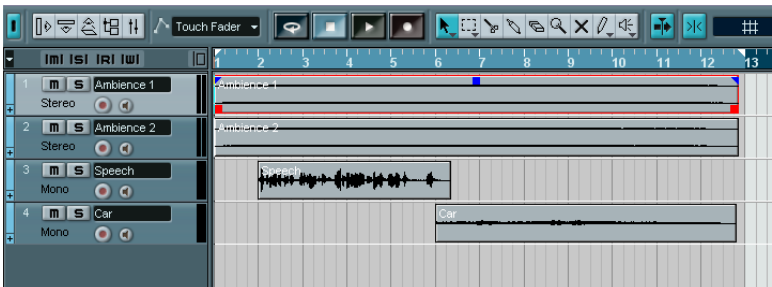 Touch Fader
|m| |S| |R| |W|
1 2 3 4 5 6 7 8 9 10 11 12 13
1 m S Ambience 1 Ambience 1
Stereo
2 m S Ambience 2 Ambience 2
Stereo
3 m S Speech Speech
Mono
4 m S Car Car
Mono